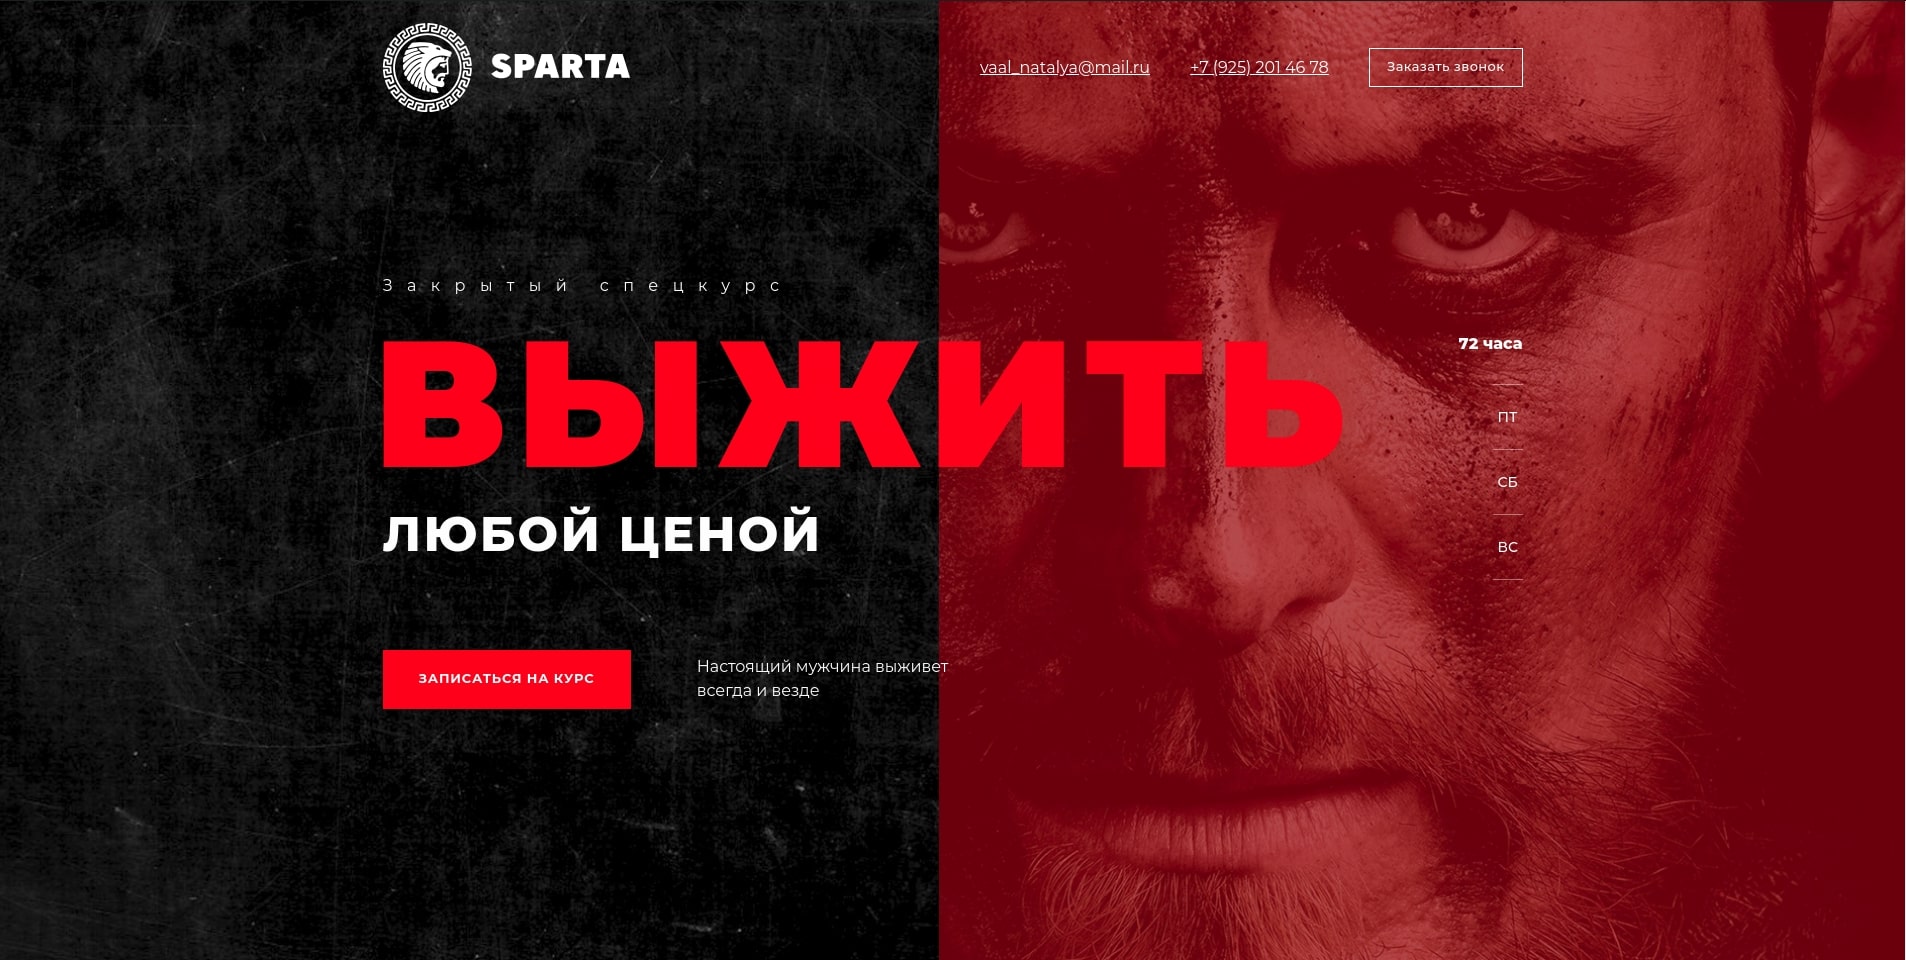 SPARTA
vaal_natalya@mail.ru
+7 (925) 201 46 78
Заказать звонок
Закрытый спецкурс
ВЫЖИТЬ
72 часа
ПТ
СБ
ВС
ЛЮБОЙ ЦЕНОЙ
ЗАПИСАТЬСЯ НА КУРС
Настоящий мужчина выживет
всегда и везде